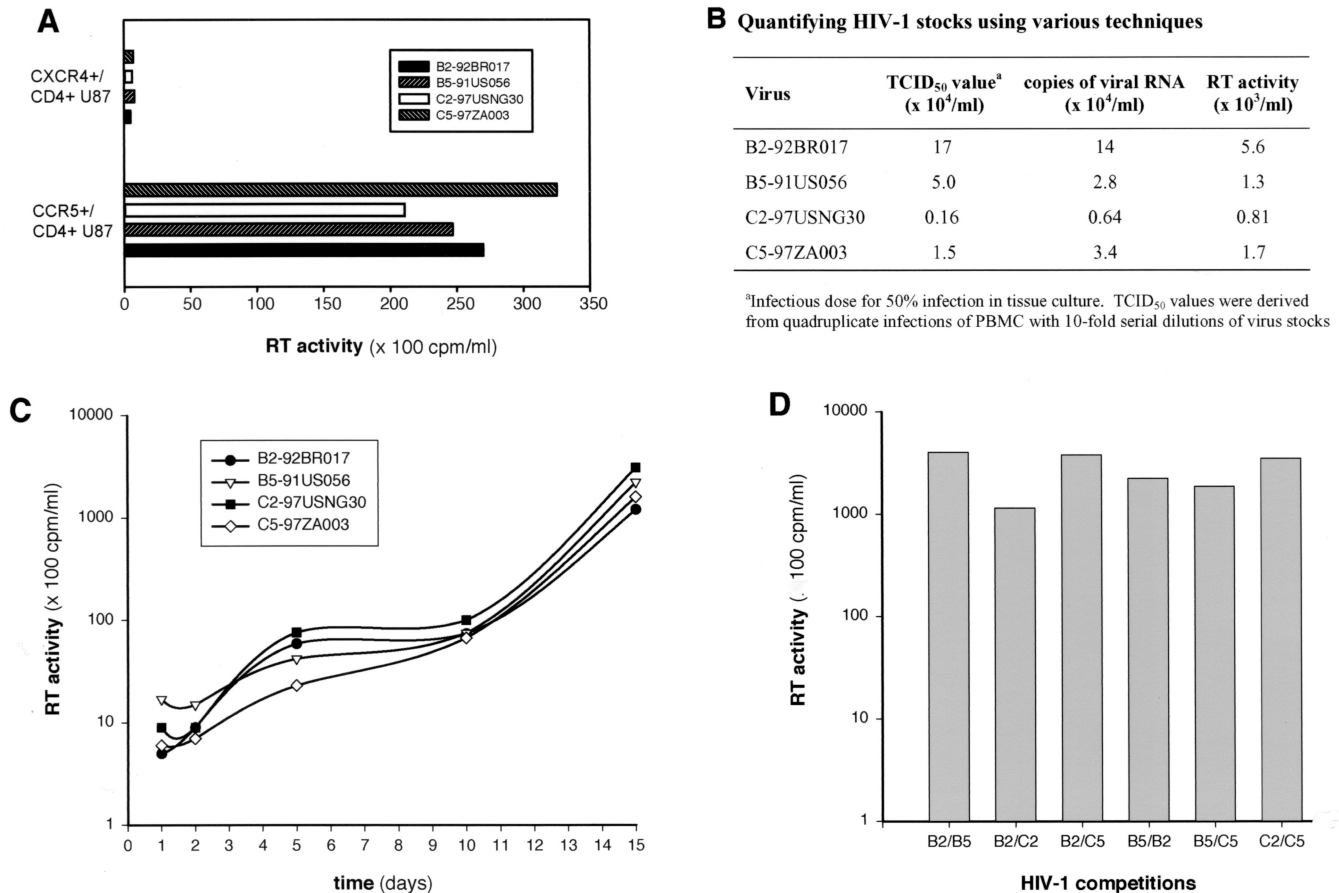 A
CXCR4+/
CD4+ U87
CCR5+/
CD4+ U87
B2-92BR017
B5-91US056
C2-97USNG30
C5-97ZA003
0 50 100 150 200 250 300 350
RT activity (x 100 cpm/ml)
B Quantifying HIV-1 stocks using various techniques
Virus TCID50 valueᵃ (x 10⁴/ml) copies of viral RNA (x 10⁴/ml) RT activity (x 10³/ml)
B2-92BR017 17 14 5.6
B5-91US056 5.0 2.8 1.3
C2-97USNG30 0.16 0.64 0.81
C5-97ZA003 1.5 3.4 1.7
ᵃInfectious dose for 50% infection in tissue culture. TCID50 values were derived
from quadruplicate infections of PBMC with 10-fold serial dilutions of virus stocks
C
RT activity (x 100 cpm/ml)
10000
1000
100
10
1
B2-92BR017
B5-91US056
C2-97USNG30
C5-97ZA003
0 1 2 3 4 5 6 7 8 9 10 11 12 13 14 15
time (days)
D
RT activity ( 100 cpm/ml)
10000
1000
100
10
1
B2/B5 B2/C2 B2/C5 B5/B2 B5/C5 C2/C5
HIV-1 competitions